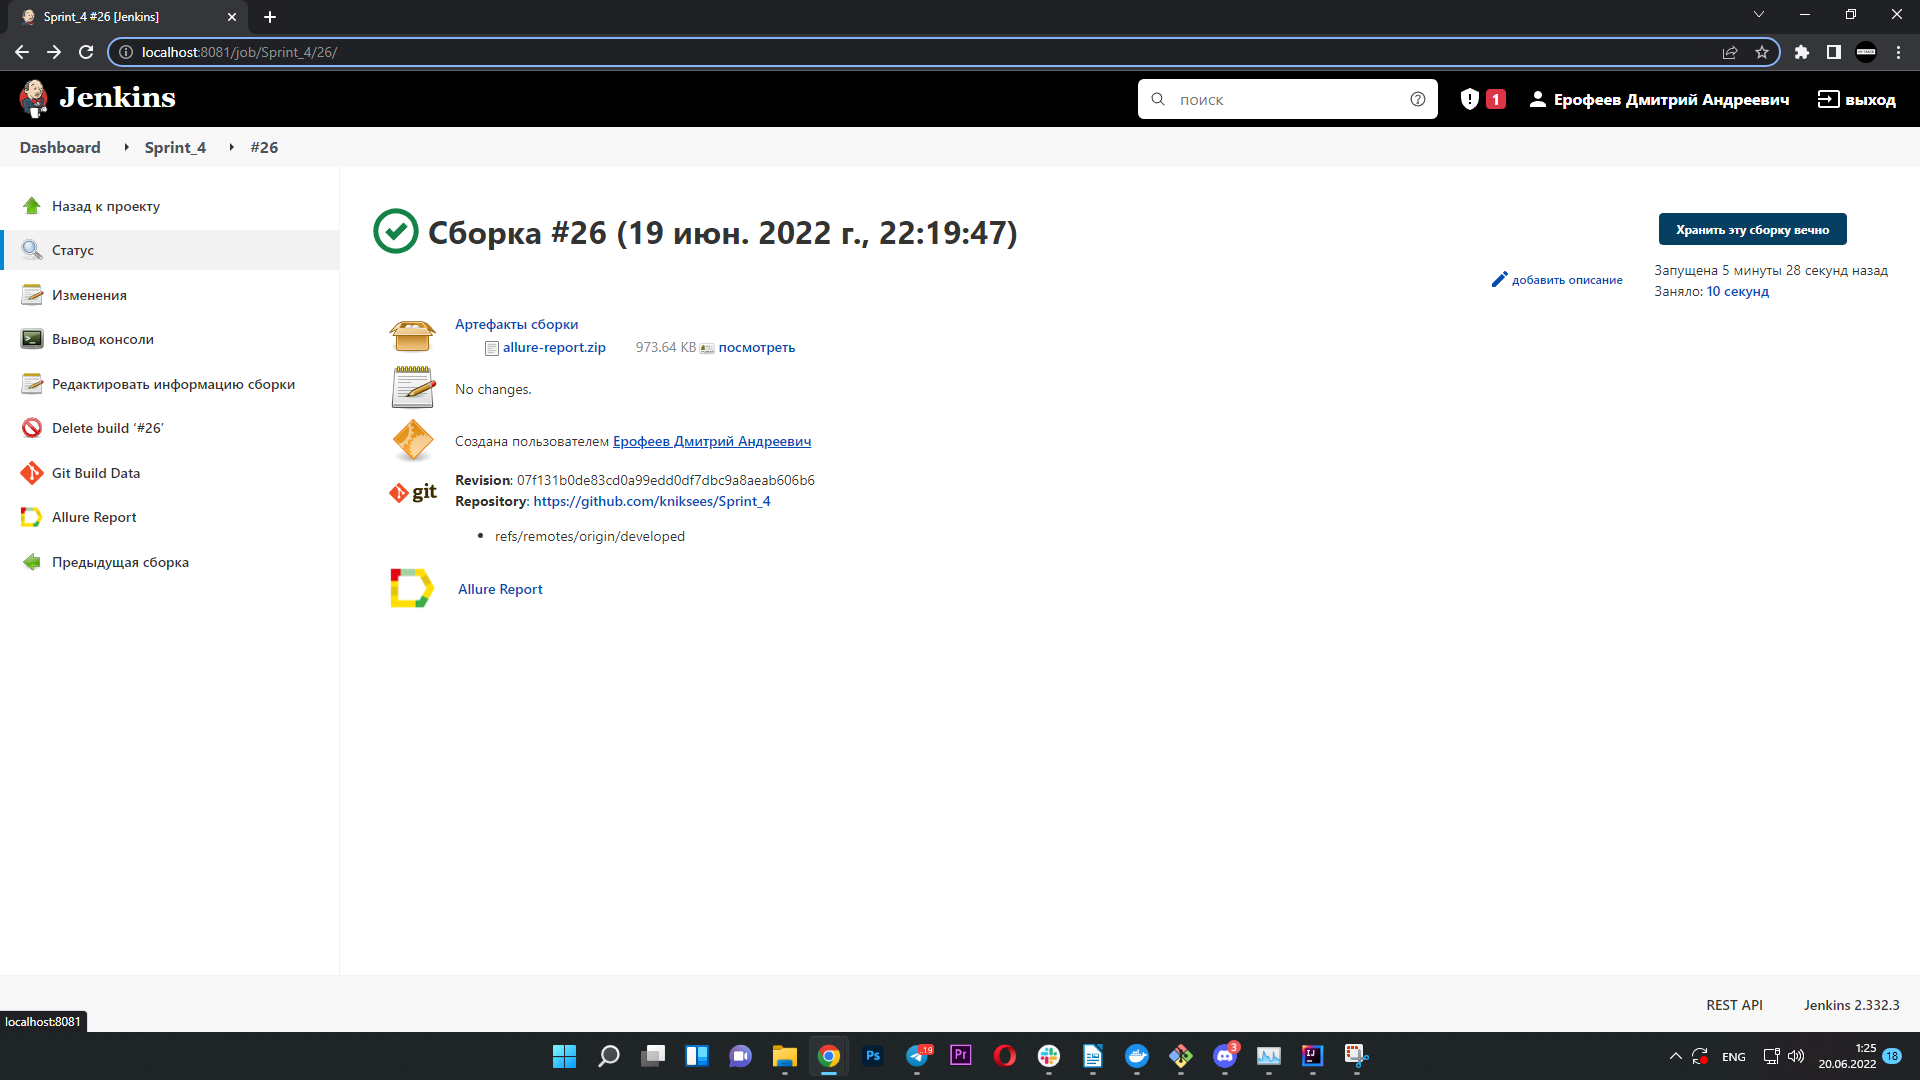 Sprint_4 #26 [Jenkins]
localhost:8081/job/Sprint_4/26/
Jenkins
поиск
1
Ерофеев Дмитрий Андреевич
выход
Dashboard
Sprint_4
#26
Назад к проекту
Статус
Изменения
Вывод консоли
Редактировать информацию сборки
Delete build ‘#26’
Git Build Data
Allure Report
Предыдущая сборка
Сборка #26 (19 июн. 2022 г., 22:19:47)
Хранить эту сборку вечно
добавить описание
Запущена 5 минуты 28 секунд назад
Заняло: 10 секунд
Артефакты сборки
allure-report.zip 973.64 KB посмотреть
No changes.
Создана пользователем Ерофеев Дмитрий Андреевич
git
Revision: 07f131b0de83cd0a99edd0df7dbc9a8aeab606b6
Repository: https://github.com/kniksees/Sprint_4
refs/remotes/origin/developed
Allure Report
REST API
Jenkins 2.332.3
localhost:8081
Ps
19
Pr
3
IJ
ENG
1:25
20.06.2022
18